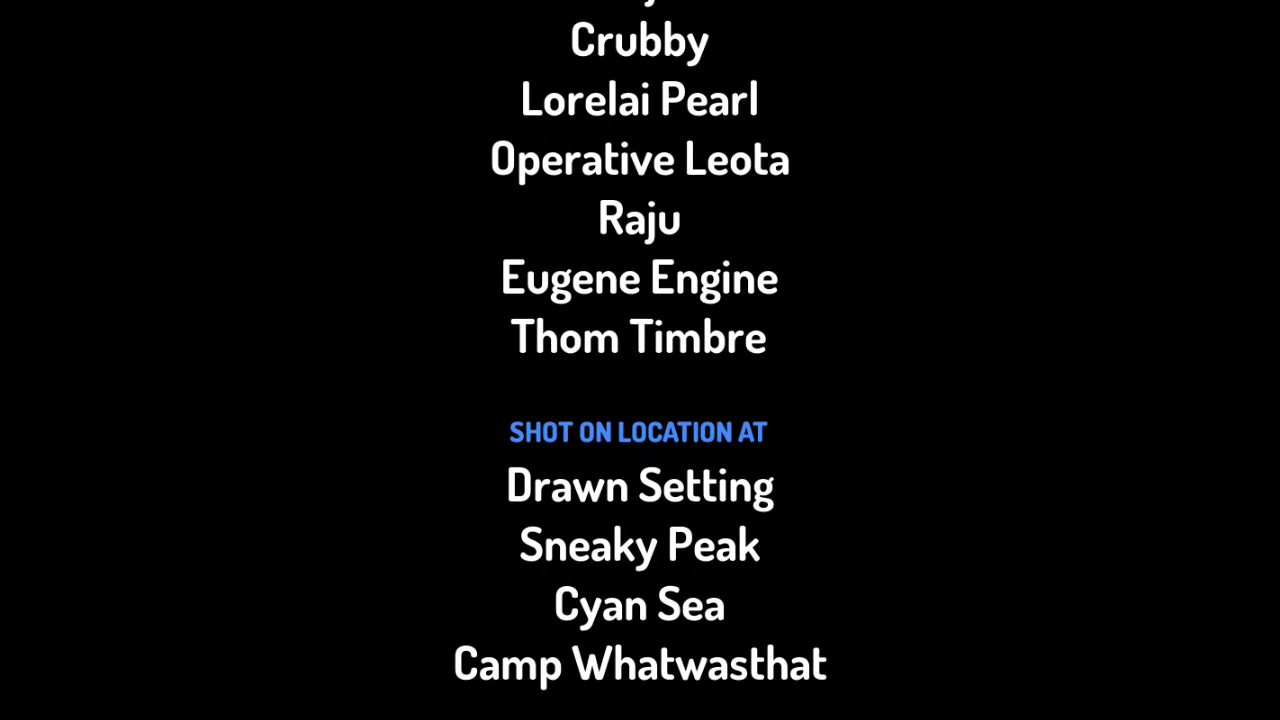 Crubby
Lorelai Pearl
Operative Leota
Raju
Eugene Engine
Thom Timbre
SHOT ON LOCATION AT
Drawn Setting
Sneaky Peak
Cyan Sea
Camp Whatwasthat